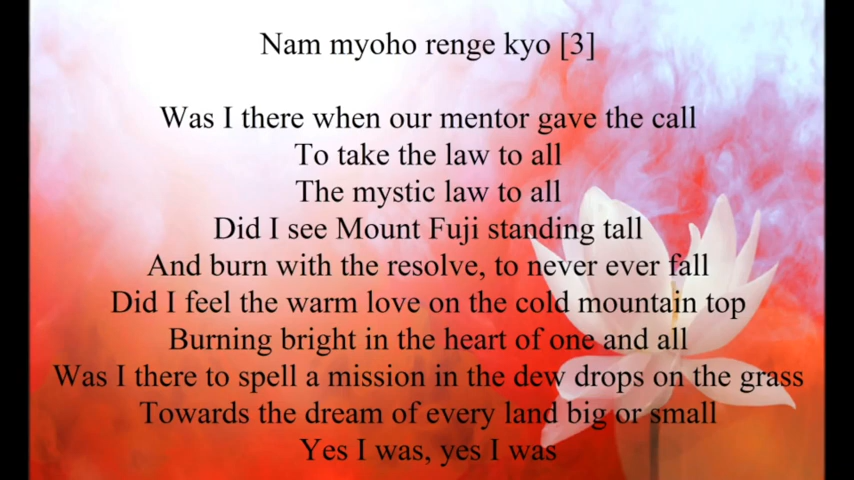 Nam myoho renge kyo [3]
Was I there when our mentor gave the call
To take the law to all
The mystic law to all
Did I see Mount Fuji standing tall
And burn with the resolve, to never ever fall
Did I feel the warm love on the cold mountain top
Burning bright in the heart of one and all
Was I there to spell a mission in the dew drops on the grass
Towards the dream of every land big or small
Yes I was, yes I was